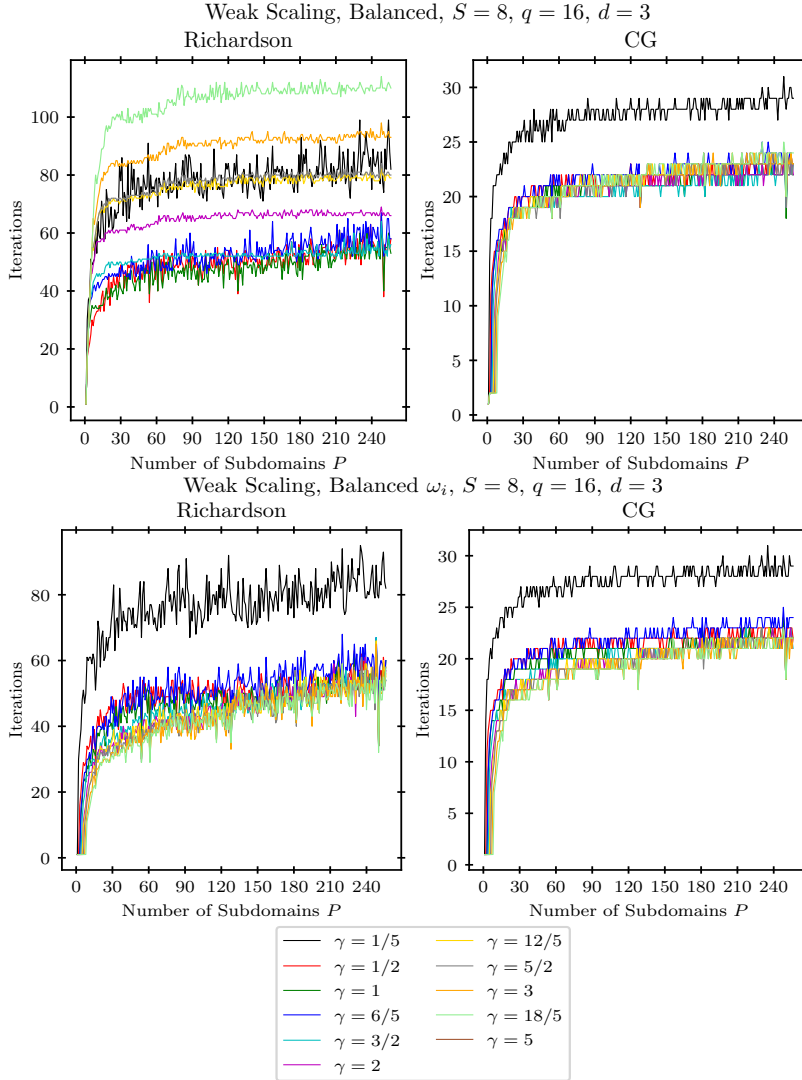 Weak Scaling, Balanced, S = 8, q = 16, d = 3
Richardson
CG
Iterations
100
80
60
40
20
0
0 30 60 90 120 150 180 210 240
Number of Subdomains P
Iterations
30
25
20
15
10
5
0
0 30 60 90 120 150 180 210 240
Number of Subdomains P
Weak Scaling, Balanced ω_i, S = 8, q = 16, d = 3
Richardson
CG
Iterations
80
60
40
20
0
0 30 60 90 120 150 180 210 240
Number of Subdomains P
Iterations
30
25
20
15
10
5
0
0 30 60 90 120 150 180 210 240
Number of Subdomains P
γ = 1/5
γ = 1/2
γ = 1
γ = 6/5
γ = 3/2
γ = 2
γ = 12/5
γ = 5/2
γ = 3
γ = 18/5
γ = 5